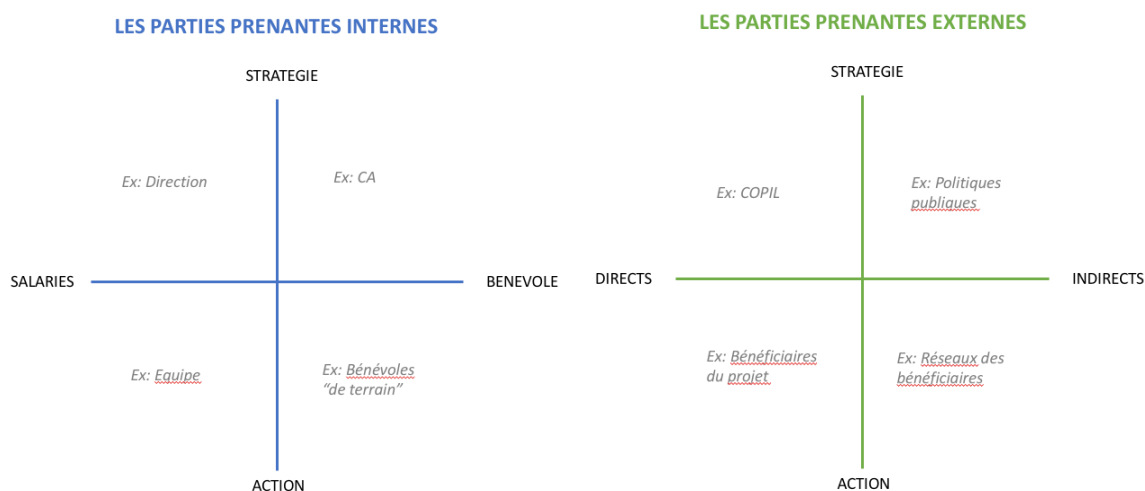 LES PARTIES PRENANTES INTERNES
STRATEGIE
Ex: Direction
Ex: CA
SALARIES
BENEVOLE
Ex: Equipe
Ex: Bénévoles
“de terrain”
ACTION
LES PARTIES PRENANTES EXTERNES
STRATEGIE
Ex: COPIL
Ex: Politiques
publiques
DIRECTS
INDIRECTS
Ex: Bénéficiaires
du projet
Ex: Réseaux des
bénéficiaires
ACTION